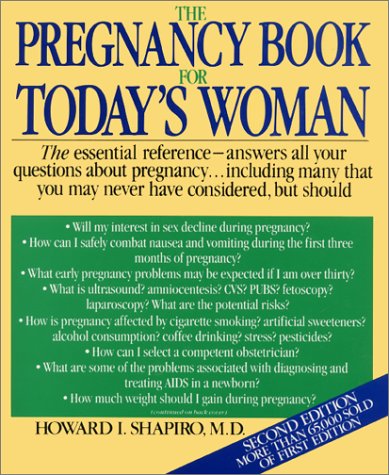 THE
PREGNANCY BOOK
FOR
TODAY'S WOMAN
The essential reference—answers all your
questions about pregnancy...including many that
you may never have considered, but should
• Will my interest in sex decline during pregnancy?
• How can I safely combat nausea and vomiting during the first three
months of pregnancy?
• What early pregnancy problems may be expected if I am over thirty?
• What is ultrasound? amniocentesis? CVS? PUBS? fetoscopy?
laparoscopy? What are the potential risks?
• How is pregnancy affected by cigarette smoking? artificial sweeteners?
alcohol consumption? coffee drinking? stress? pesticides?
• How can I select a competent obstetrician?
• What are some of the problems associated with diagnosing and
treating AIDS in a newborn?
• How much weight should I gain during pregnancy?
(continued on back cover)
HOWARD I. SHAPIRO, M.D.
SECOND EDITION
MORE THAN 65,000 SOLD
OF FIRST EDITION